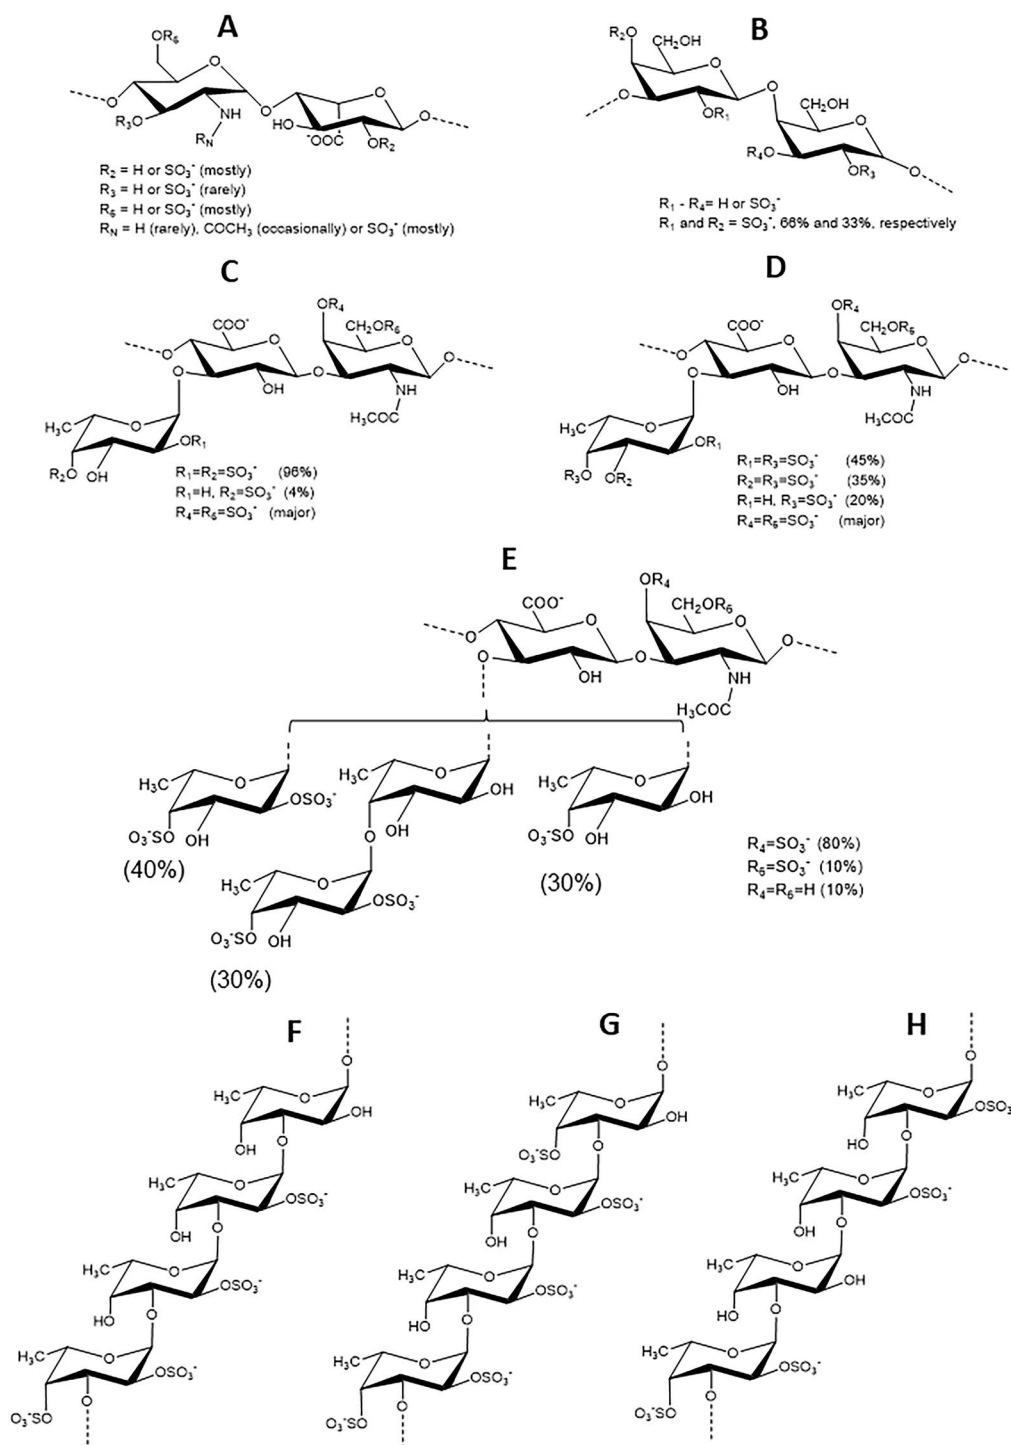 A
OR₆
O
O
R₃O
NH
R_N
O
O
HO
⁻OOC
OR₂
O
R₂ = H or SO₃⁻ (mostly)
R₃ = H or SO₃⁻ (rarely)
R₆ = H or SO₃⁻ (mostly)
R_N = H (rarely), COCH₃ (occasionally) or SO₃⁻ (mostly)
B
R₂O
CH₂OH
O
O
OR₁
O
CH₂OH
O
R₄O
OR₃
O
R₁ - R₄= H or SO₃⁻
R₁ and R₂ = SO₃⁻, 66% and 33%, respectively
C
OR₄
COO⁻
CH₂OR₆
O
O
O
O
O
OH
O
NH
H₃COC
H₃C
O
OR₁
R₂O
OH
R₁=R₂=SO₃⁻ (96%)
R₁=H, R₂=SO₃⁻ (4%)
R₄=R₆=SO₃⁻ (major)
D
OR₄
COO⁻
CH₂OR₆
O
O
O
O
O
OH
O
NH
H₃COC
H₃C
O
OR₁
R₃O
OR₂
R₁=R₃=SO₃⁻ (45%)
R₂=R₃=SO₃⁻ (35%)
R₁=H, R₃=SO₃⁻ (20%)
R₄=R₆=SO₃⁻ (major)
E
OR₄
COO⁻
CH₂OR₆
O
O
O
O
O
O
OH
NH
H₃COC
H₃C
O
OSO₃⁻
O₃⁻SO
OH
(40%)
H₃C
O
OH
OH
O
H₃C
O
OSO₃⁻
O₃⁻SO
OH
(30%)
H₃C
O
OH
O₃⁻SO
OH
(30%)
R₄=SO₃⁻ (80%)
R₆=SO₃⁻ (10%)
R₄=R₆=H (10%)
F
O
H₃C
O
OH
HO
O
H₃C
O
OSO₃⁻
OH
O
H₃C
O
OSO₃⁻
HO
O
H₃C
O
OSO₃⁻
O₃⁻SO
O
G
O
H₃C
O
OH
O₃⁻SO
O
H₃C
O
OSO₃⁻
OH
O
H₃C
O
OSO₃⁻
HO
O
H₃C
O
OSO₃⁻
O₃⁻SO
O
H
O
H₃C
O
OSO₃
HO
O
H₃C
O
OSO₃⁻
OH
O
H₃C
O
OH
HO
O
H₃C
O
OSO₃⁻
O₃⁻SO
O